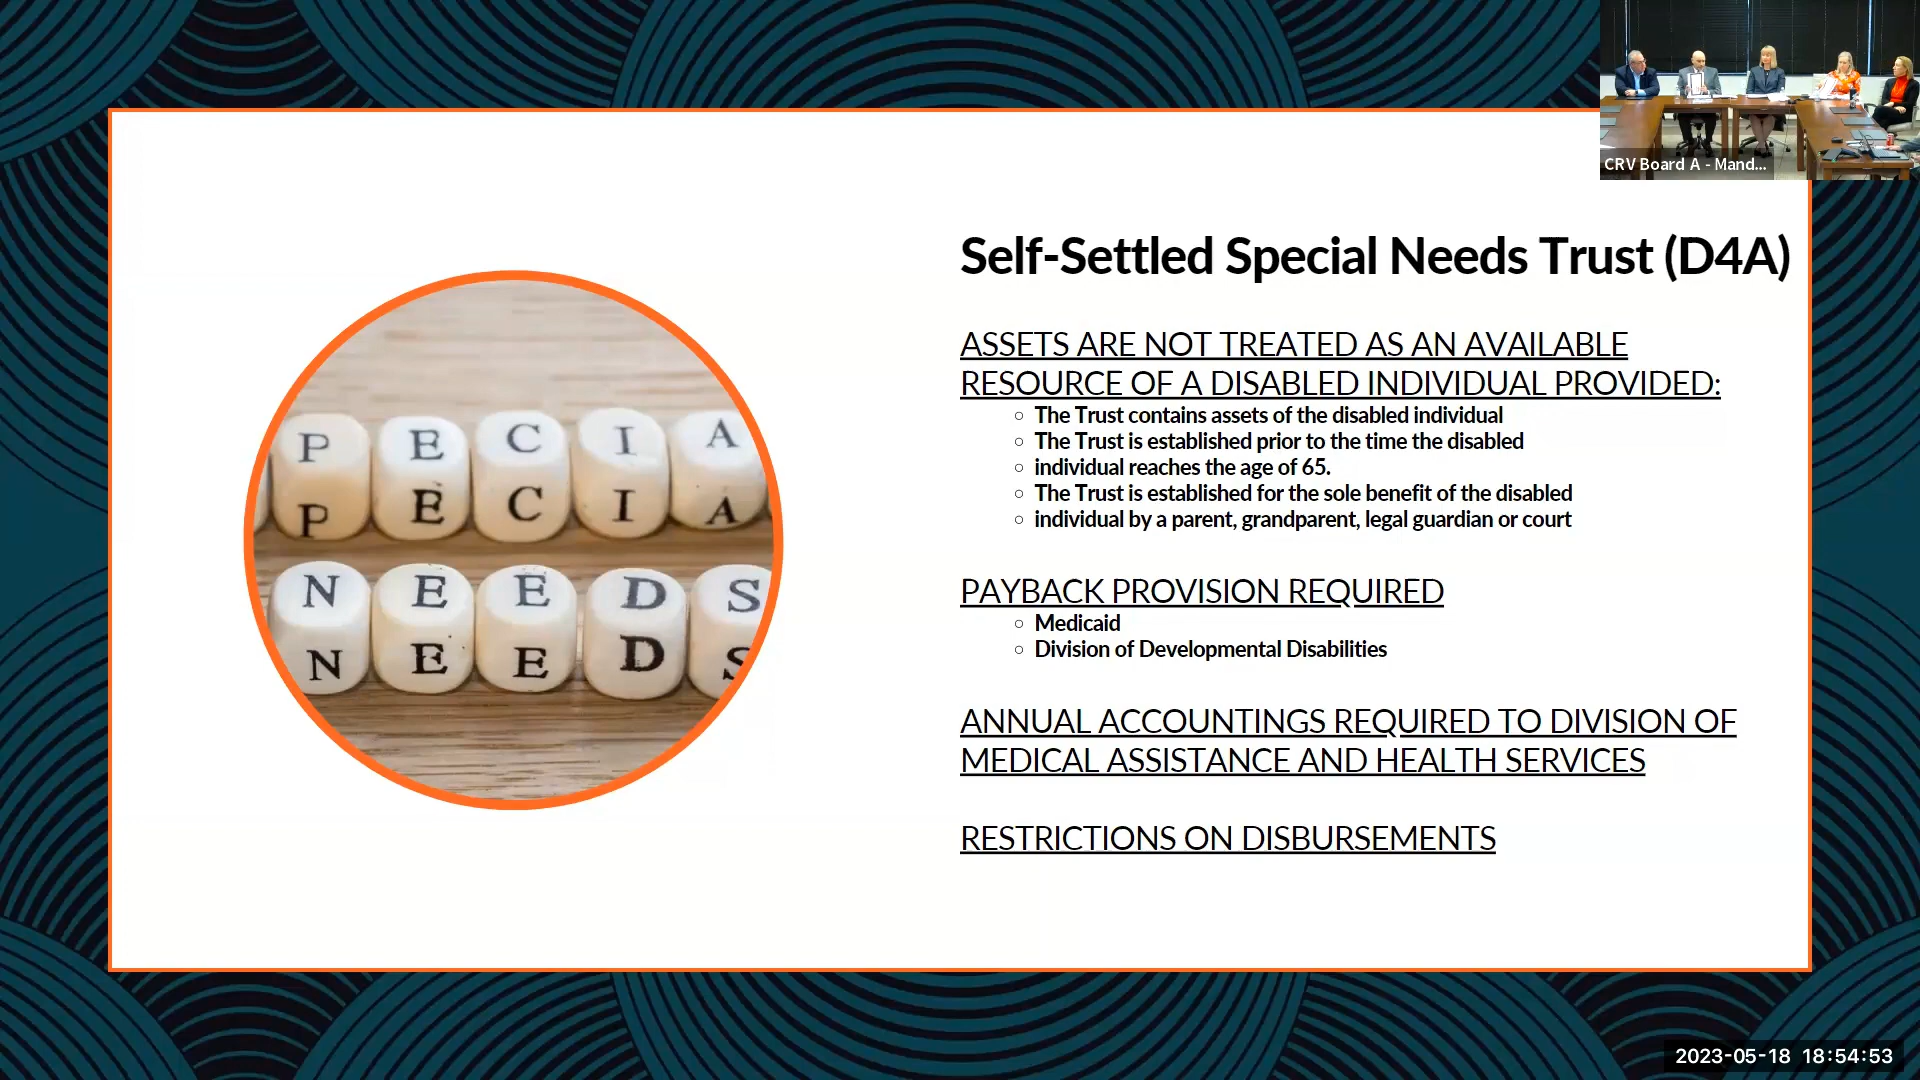 CRV Board A - Mand...
Self-Settled Special Needs Trust (D4A)
ASSETS ARE NOT TREATED AS AN AVAILABLE
RESOURCE OF A DISABLED INDIVIDUAL PROVIDED:
The Trust contains assets of the disabled individual
The Trust is established prior to the time the disabled
individual reaches the age of 65.
The Trust is established for the sole benefit of the disabled
individual by a parent, grandparent, legal guardian or court
PAYBACK PROVISION REQUIRED
Medicaid
Division of Developmental Disabilities
ANNUAL ACCOUNTINGS REQUIRED TO DIVISION OF
MEDICAL ASSISTANCE AND HEALTH SERVICES
RESTRICTIONS ON DISBURSEMENTS
P E C I A
P E C I A
N E E D S
N E E D S
2023-05-18 18:54:53